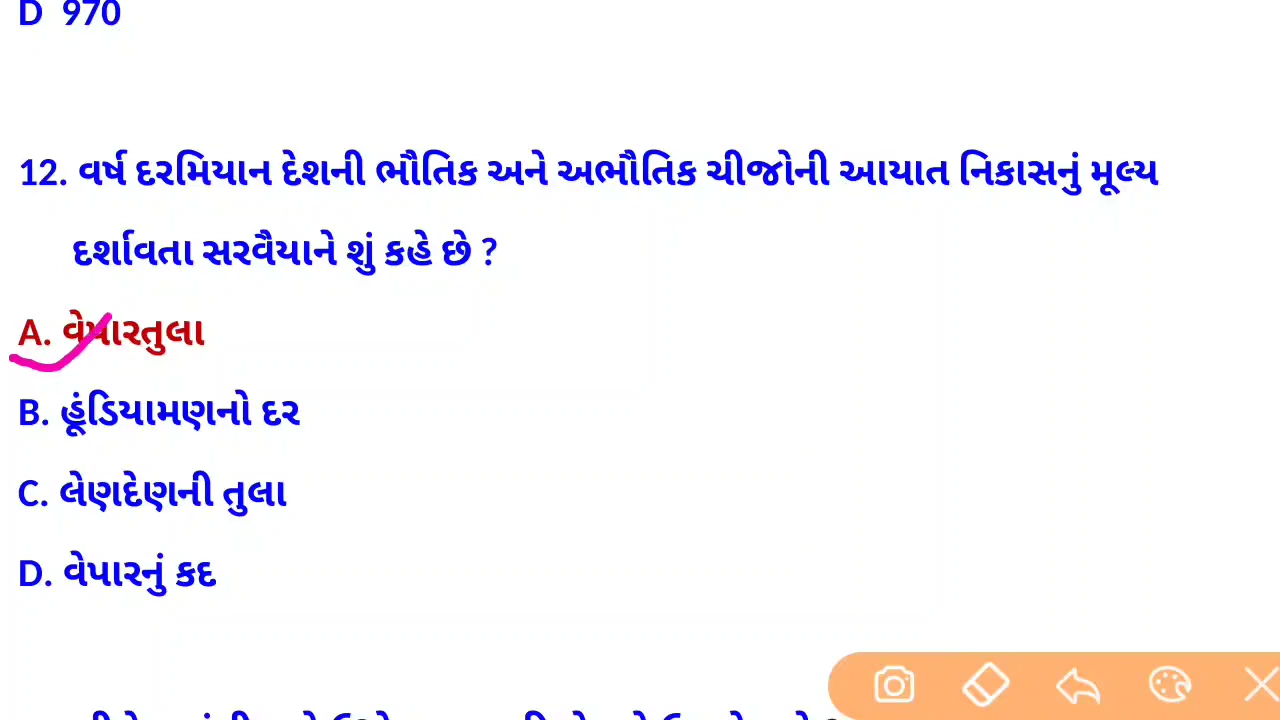 D 970
12. વર્ષ દરમિયાન દેશની ભૌતિક અને અભૌતિક ચીજોની આયાત નિકાસનું મૂલ્ય
દર્શાવતા સરવૈયાને શું કહે છે ?
A. વેપારતુલા
B. હૂંડિયામણનો દર
C. લેણદેણની તુલા
D. વેપારનું કદ